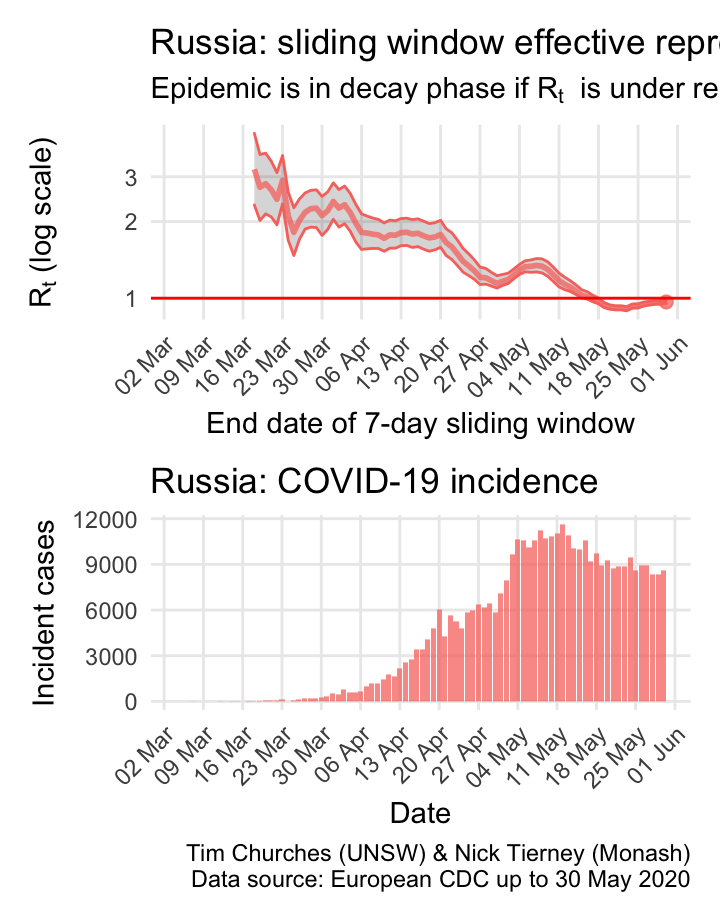 Russia: sliding window effective repr
Epidemic is in decay phase if Rt is under re
Rt (log scale)
3
2
1
02 Mar
09 Mar
16 Mar
23 Mar
30 Mar
06 Apr
13 Apr
20 Apr
27 Apr
04 May
11 May
18 May
25 May
01 Jun
End date of 7-day sliding window
Russia: COVID-19 incidence
Incident cases
12000
9000
6000
3000
0
02 Mar
09 Mar
16 Mar
23 Mar
30 Mar
06 Apr
13 Apr
20 Apr
27 Apr
04 May
11 May
18 May
25 May
01 Jun
Date
Tim Churches (UNSW) & Nick Tierney (Monash)
Data source: European CDC up to 30 May 2020